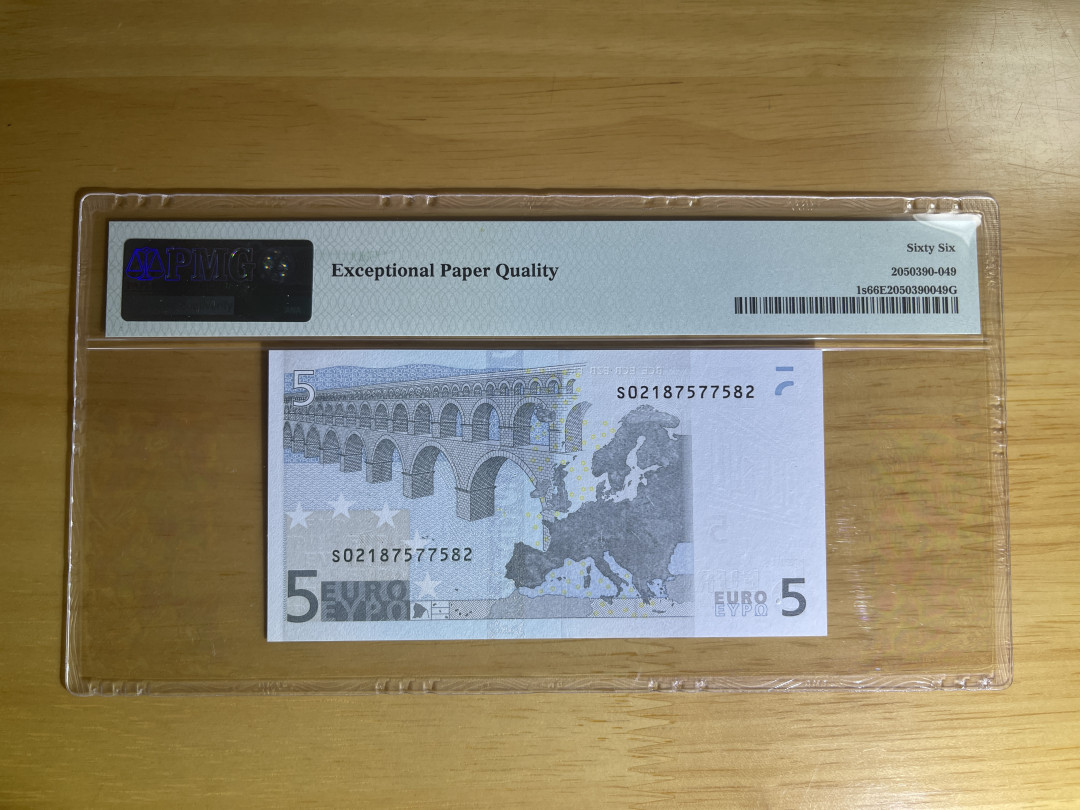 PMG
Exceptional Paper Quality
Sixty Six
2050390-049
1s66E2050390049G
5
S02187577582
S02187577582
5 EURO
ΕΥΡΩ
EURO 5
ΕΥΡΩ